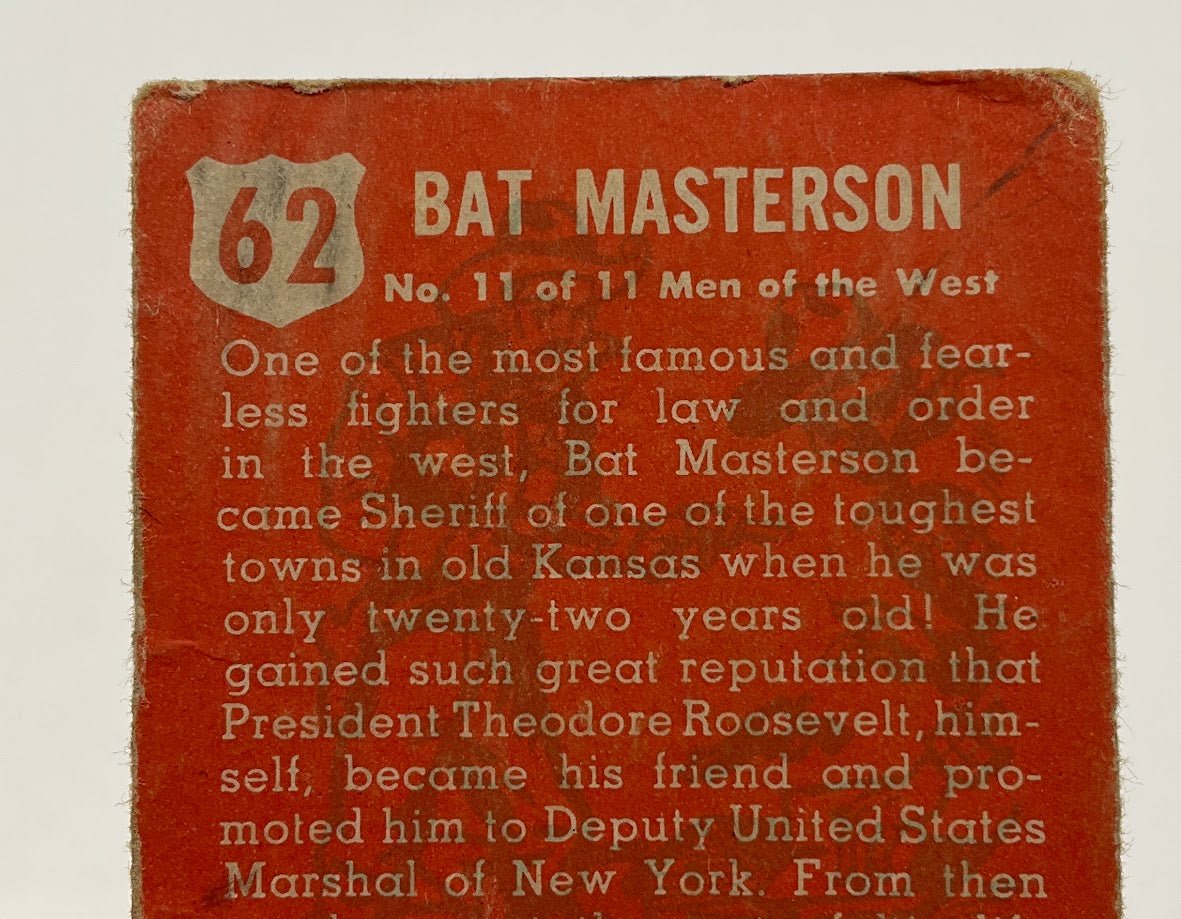 62
BAT MASTERSON
No. 11 of 11 Men of the West
One of the most famous and fear-
less fighters for law and order
in the west, Bat Masterson be-
came Sheriff of one of the toughest
towns in old Kansas when he was
only twenty-two years old! He
gained such great reputation that
President Theodore Roosevelt, him-
self, became his friend and pro-
moted him to Deputy United States
Marshal of New York. From then